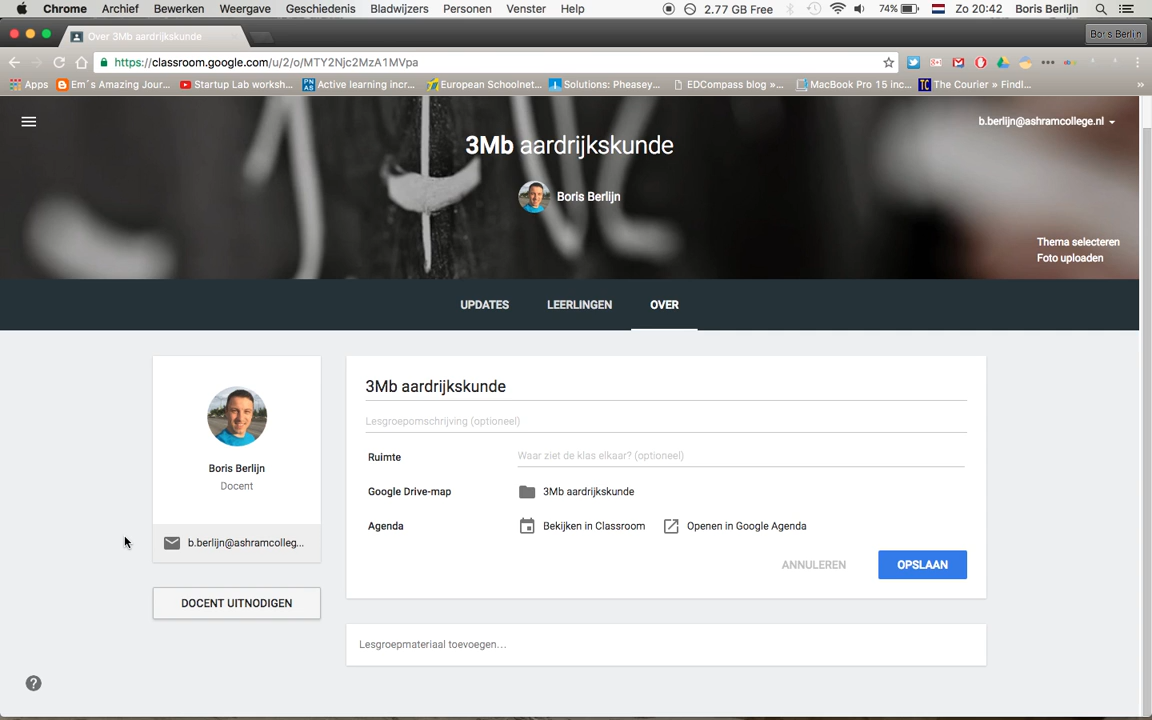 Chrome Archief Bewerken Weergave Geschiedenis Bladwijzers Personen Venster Help 2.77 GB Free 74% Zo 20:42 Boris Berlijn
Over 3Mb aardrijkskunde
Boris Berlijn
https://classroom.google.com/u/2/o/MTY2Njc2MzA1MVpa
Apps Em´s Amazing Jour... Startup Lab worksh... Active learning incr... European Schoolnet... Solutions: Pheasey... EDCompass blog »... MacBook Pro 15 inc... The Courier » Findl... »
b.berlijn@ashramcollege.nl
3Mb aardrijkskunde
Boris Berlijn
Thema selecteren
Foto uploaden
UPDATES LEERLINGEN OVER
3Mb aardrijkskunde
Lesgroepomschrijving (optioneel)
Ruimte Waar ziet de klas elkaar? (optioneel)
Google Drive-map 3Mb aardrijkskunde
Agenda Bekijken in Classroom Openen in Google Agenda
ANNULEREN OPSLAAN
Boris Berlijn
Docent
b.berlijn@ashramcolleg...
DOCENT UITNODIGEN
Lesgroepmateriaal toevoegen...
?